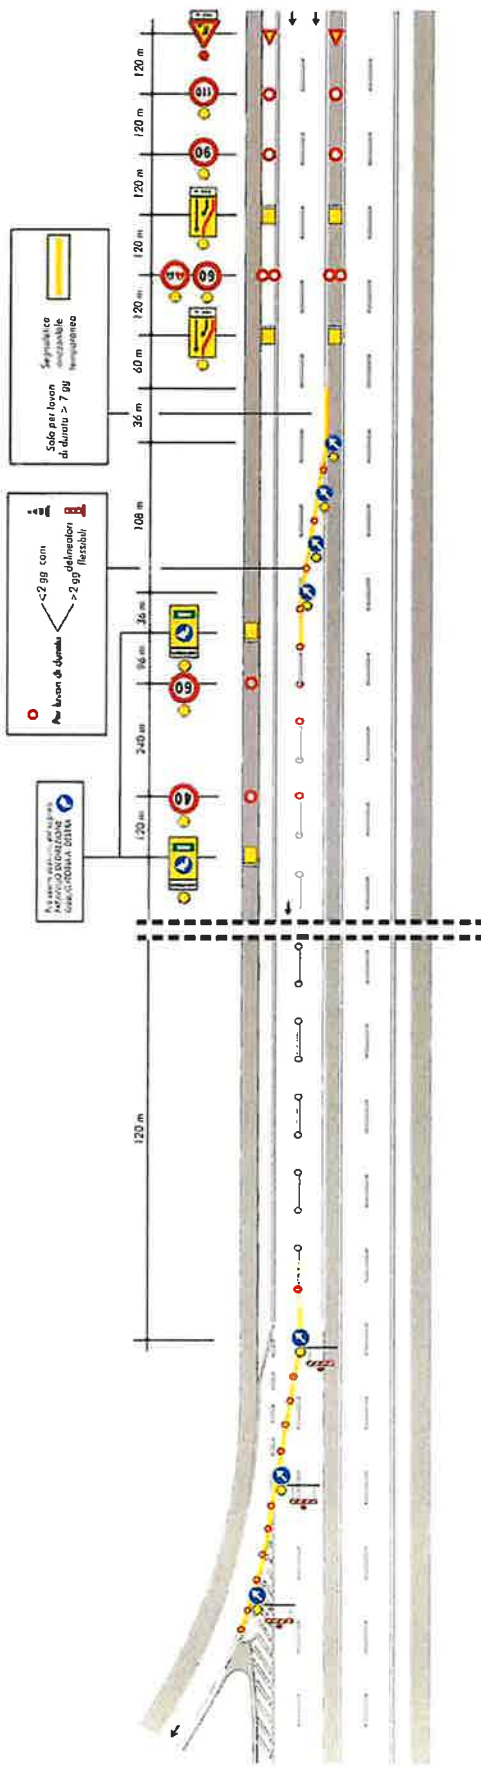 120 m
110
120 m
90
120 m
120 m
60
120 m
60 m
36 m
Solo per lavori
di durata > 7 gg
Segnaletica
orizzontale
temporanea
108 m
<2 gg coni
Per lavori di durata
>2 gg delineatori
flessibili
36 m
96 m
60
240 m
40
120 m
120 m